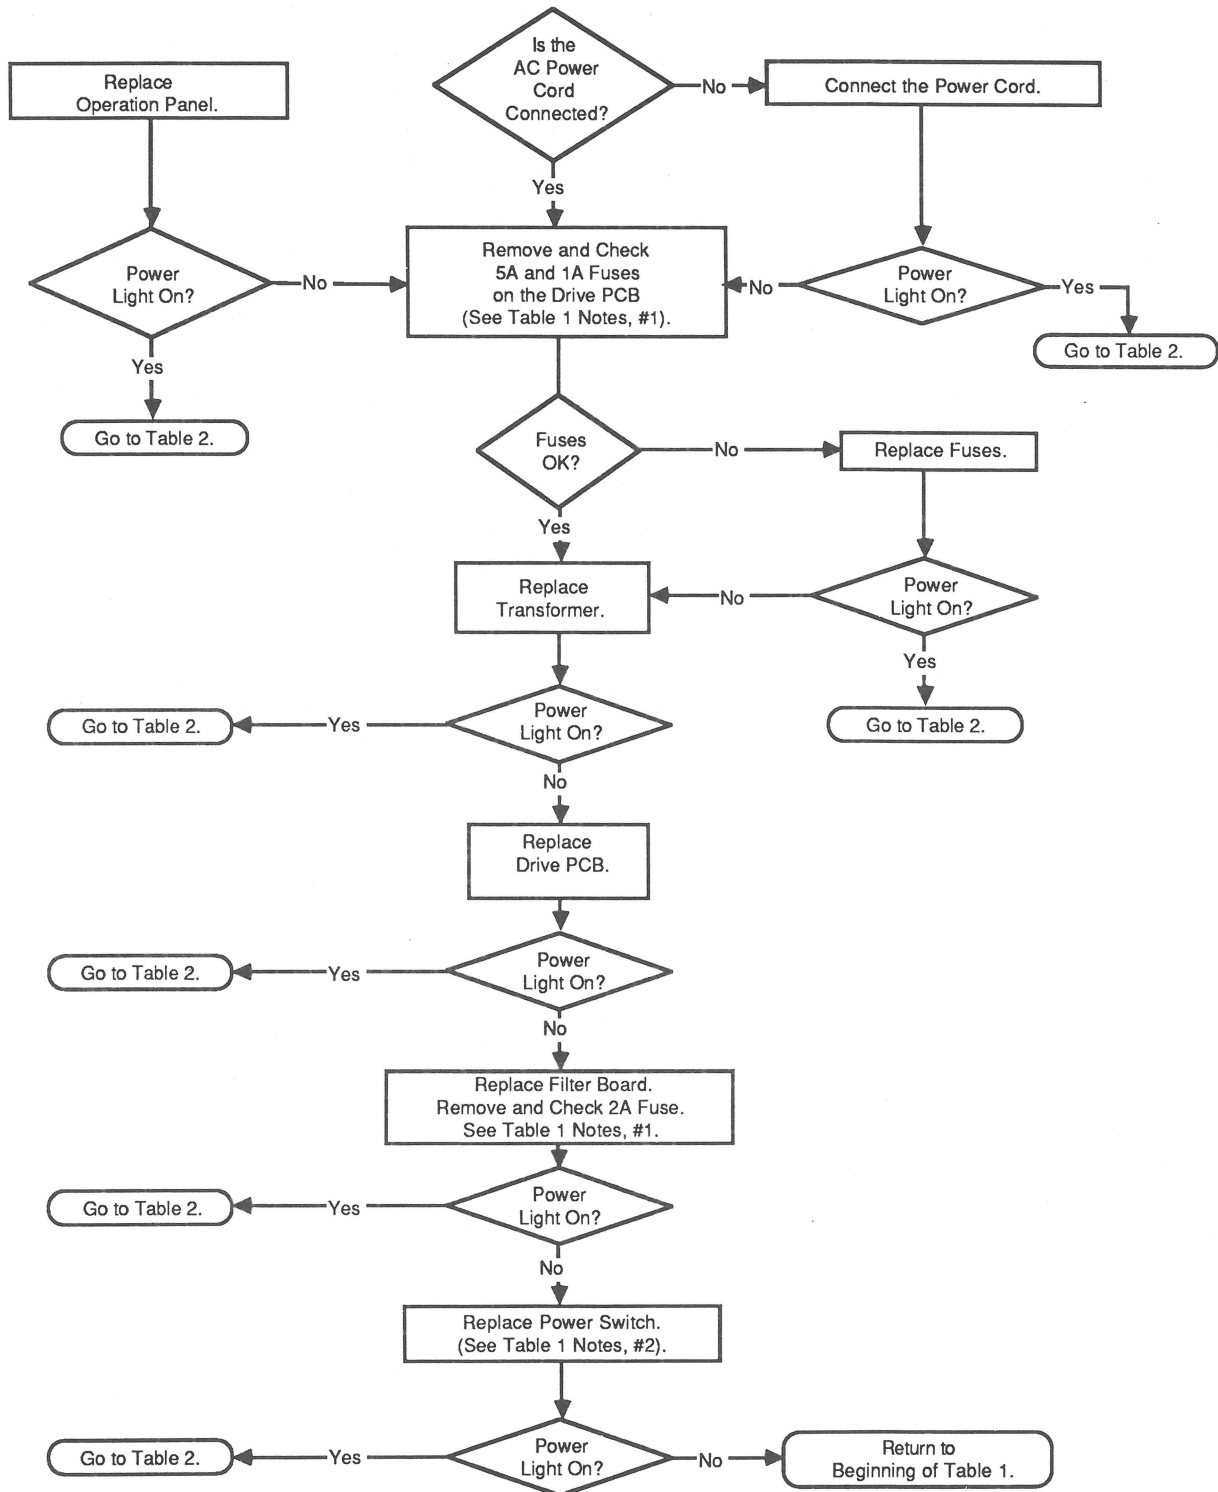 Is the
AC Power
Cord
Connected?
No
Connect the Power Cord.
Replace
Operation Panel.
Yes
Remove and Check
5A and 1A Fuses
on the Drive PCB
(See Table 1 Notes, #1).
Power
Light On?
No
Yes
Go to Table 2.
Power
Light On?
No
Yes
Go to Table 2.
Fuses
OK?
No
Replace Fuses.
Yes
Replace
Transformer.
Power
Light On?
No
Yes
Go to Table 2.
Power
Light On?
Yes
Go to Table 2.
No
Replace
Drive PCB.
Power
Light On?
Yes
Go to Table 2.
No
Replace Filter Board.
Remove and Check 2A Fuse.
See Table 1 Notes, #1.
Power
Light On?
Yes
Go to Table 2.
No
Replace Power Switch.
(See Table 1 Notes, #2).
Power
Light On?
Yes
Go to Table 2.
No
Return to
Beginning of Table 1.